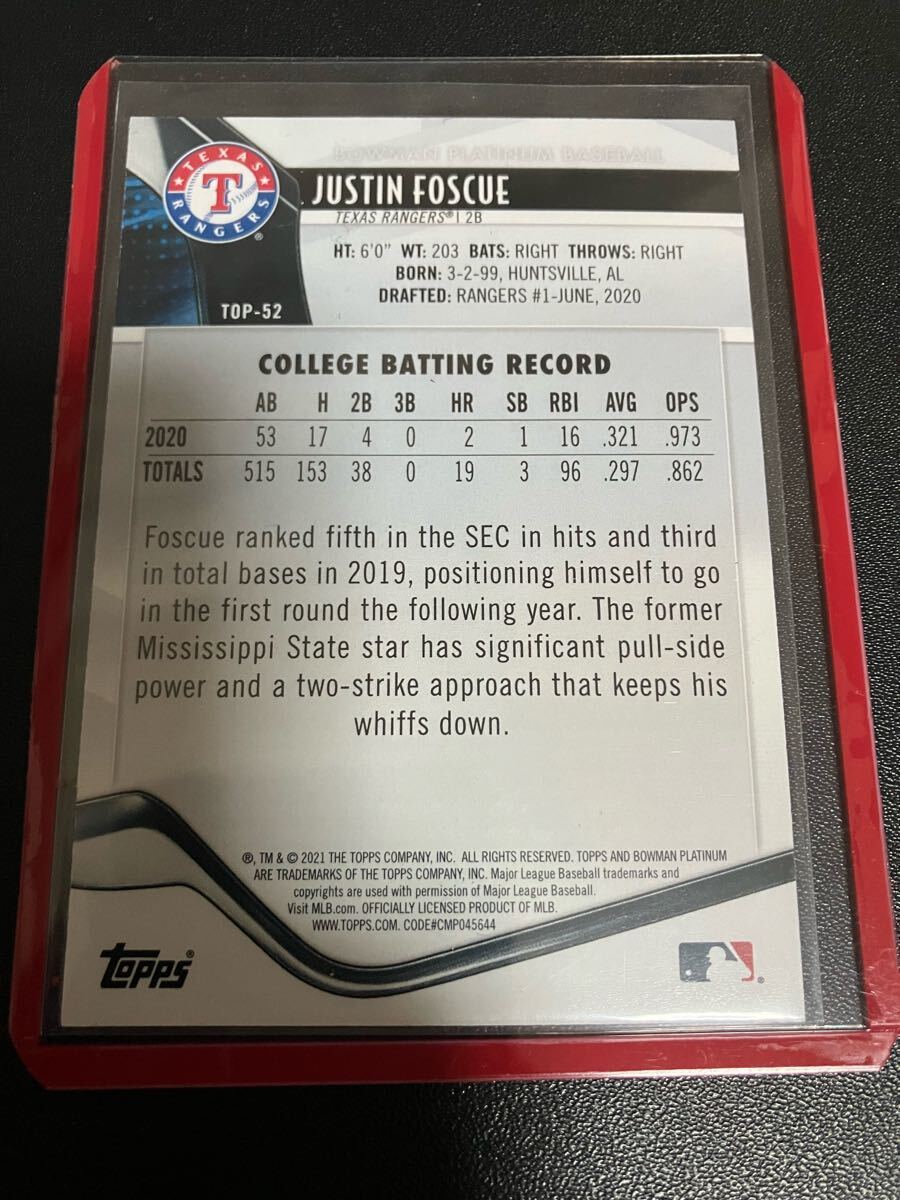 BOWMAN PLATINUM BASEBALL
TEXAS RANGERS ®
JUSTIN FOSCUE
TEXAS RANGERS® | 2B
HT: 6'0" WT: 203 BATS: RIGHT THROWS: RIGHT
BORN: 3-2-99, HUNTSVILLE, AL
DRAFTED: RANGERS #1-JUNE, 2020
TOP-52
COLLEGE BATTING RECORD
AB H 2B 3B HR SB RBI AVG OPS
2020 53 17 4 0 2 1 16 .321 .973
TOTALS 515 153 38 0 19 3 96 .297 .862
Foscue ranked fifth in the SEC in hits and third
in total bases in 2019, positioning himself to go
in the first round the following year. The former
Mississippi State star has significant pull-side
power and a two-strike approach that keeps his
whiffs down.
®, TM & © 2021 THE TOPPS COMPANY, INC. ALL RIGHTS RESERVED. TOPPS AND BOWMAN PLATINUM
ARE TRADEMARKS OF THE TOPPS COMPANY, INC. Major League Baseball trademarks and
copyrights are used with permission of Major League Baseball.
Visit MLB.com. OFFICIALLY LICENSED PRODUCT OF MLB.
WWW.TOPPS.COM. CODE#CMP045644
topps®